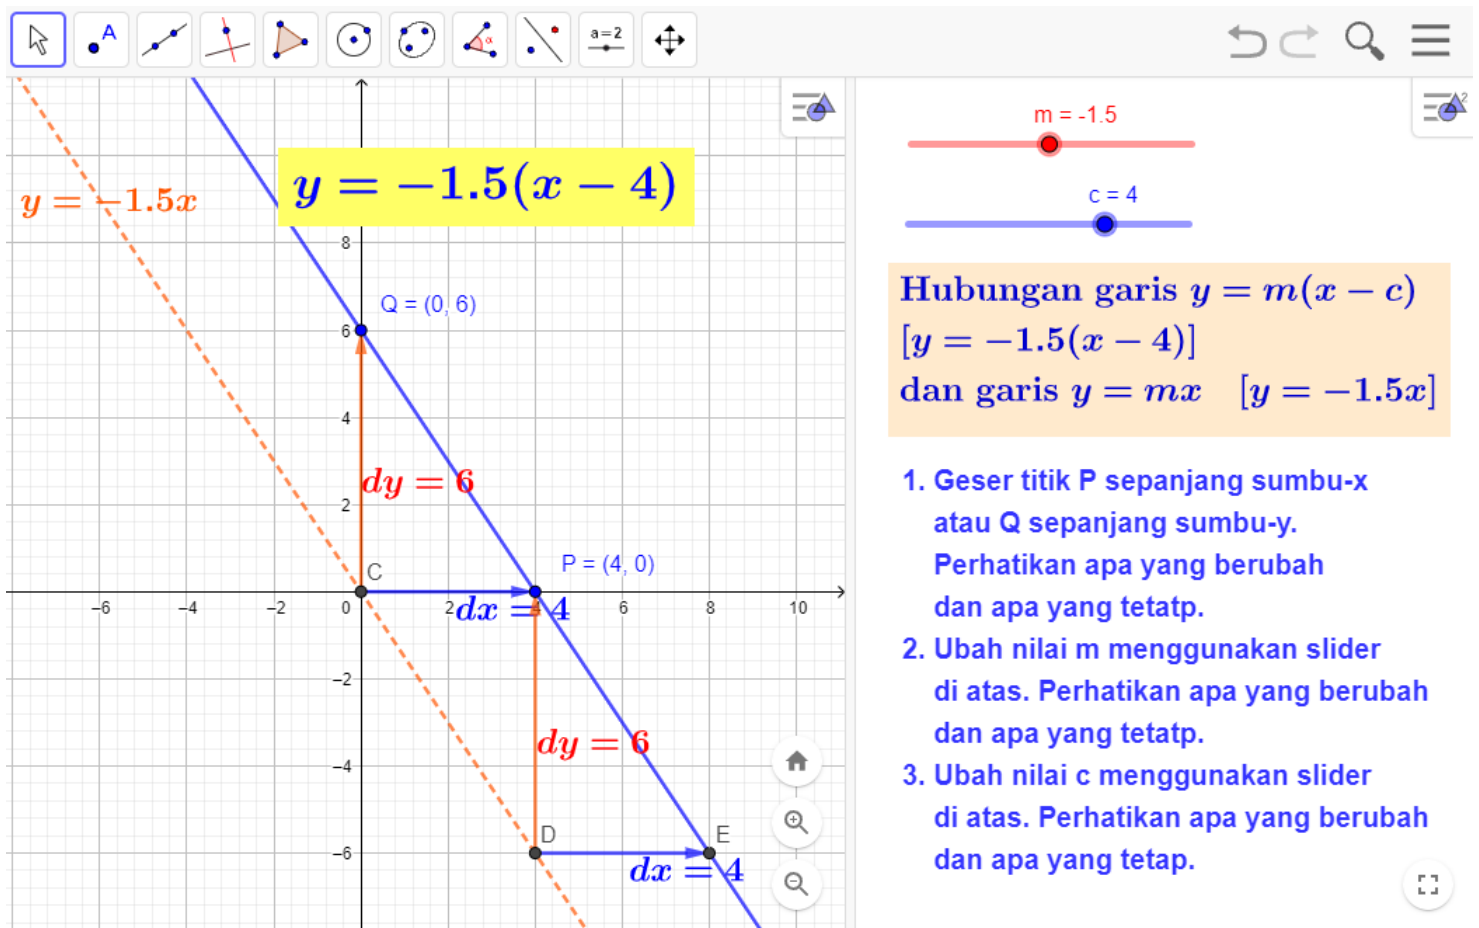 A
α
a=2
y = −1.5x
y = −1.5(x − 4)
8
Q = (0, 6)
6
4
dy = 6
2
P = (4, 0)
C
−6 −4 −2 0 2 4 6 8 10
dx = 4
−2
dy = 6
−4
D E
−6
dx = 4
2
m = -1.5
c = 4
Hubungan garis y = m(x − c)
[y = −1.5(x − 4)]
dan garis y = mx [y = −1.5x]
1. Geser titik P sepanjang sumbu-x
atau Q sepanjang sumbu-y.
Perhatikan apa yang berubah
dan apa yang tetatp.
2. Ubah nilai m menggunakan slider
di atas. Perhatikan apa yang berubah
dan apa yang tetatp.
3. Ubah nilai c menggunakan slider
di atas. Perhatikan apa yang berubah
dan apa yang tetap.